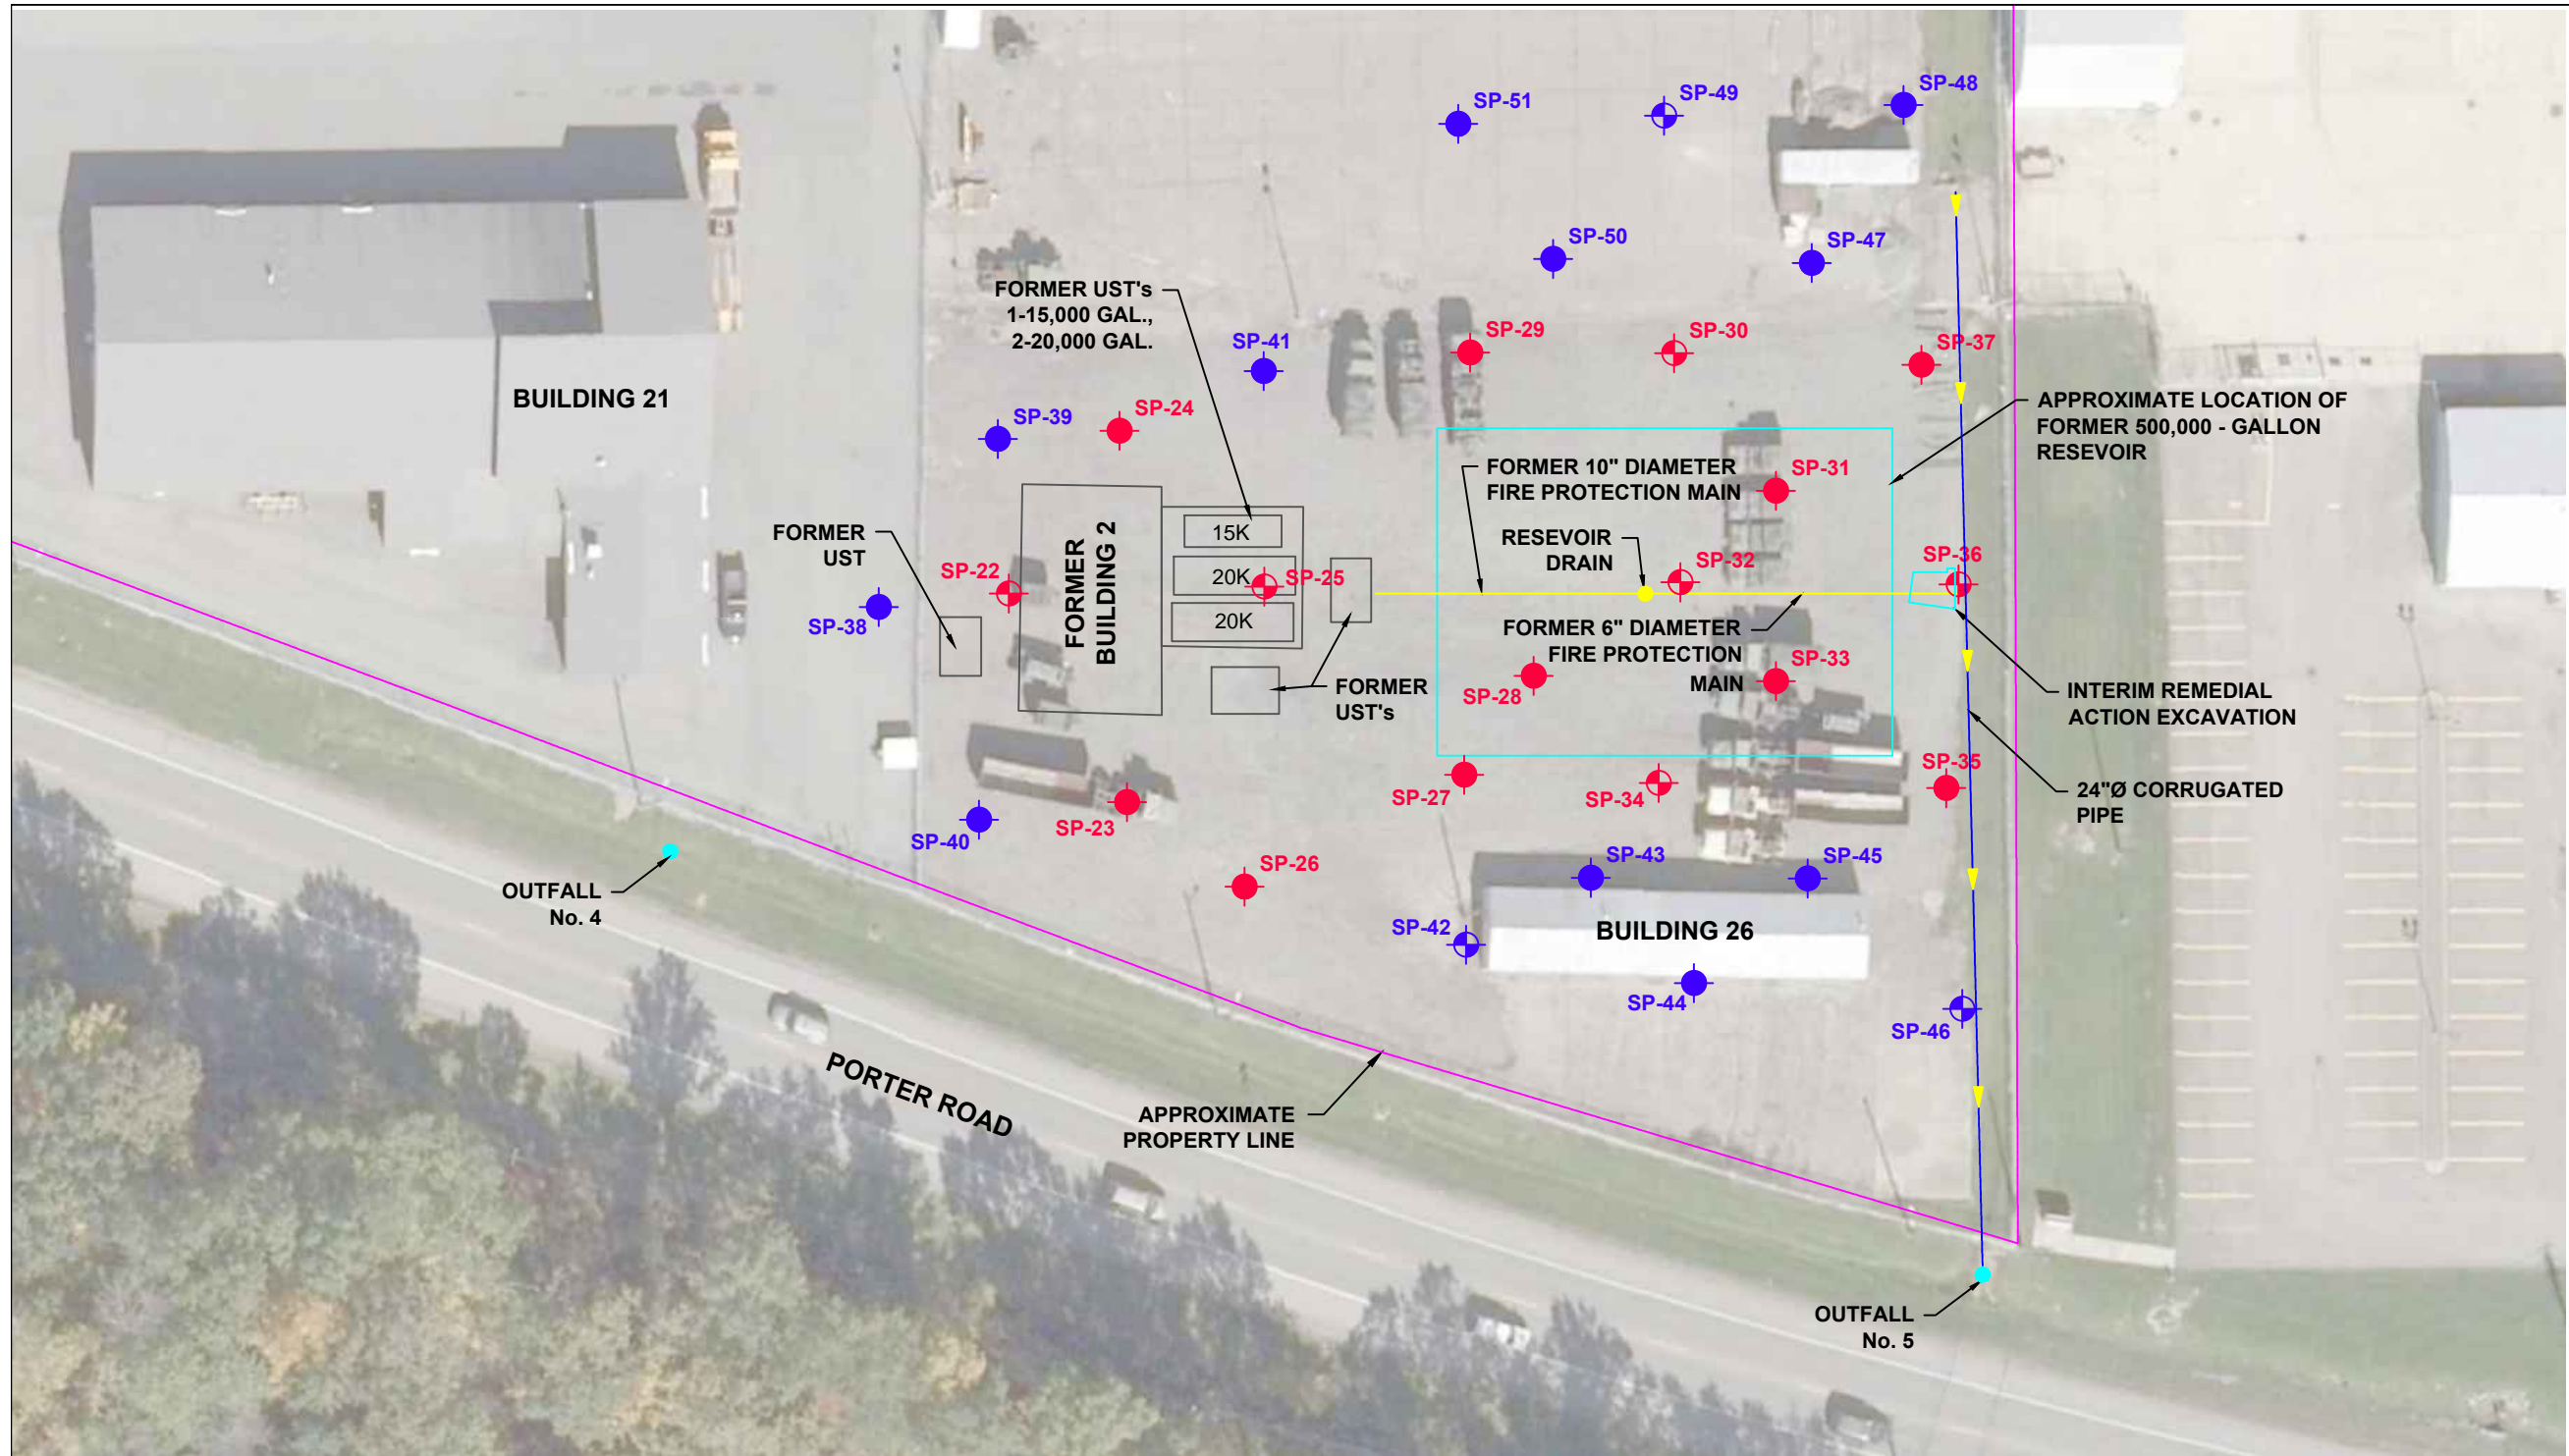 SP-51
SP-49
SP-48
SP-50
SP-47
FORMER UST's
1-15,000 GAL.,
2-20,000 GAL.
SP-41
SP-29
SP-30
SP-37
BUILDING 21
SP-39
SP-24
APPROXIMATE LOCATION OF
FORMER 500,000 - GALLON
RESEVOIR
FORMER 10" DIAMETER
FIRE PROTECTION MAIN
SP-31
FORMER
UST
FORMER
BUILDING 2
15K
20K
20K
RESEVOIR
DRAIN
SP-22
SP-25
SP-32
SP-36
SP-38
FORMER 6" DIAMETER
FIRE PROTECTION
MAIN
SP-33
SP-28
FORMER
UST's
INTERIM REMEDIAL
ACTION EXCAVATION
SP-27
SP-34
SP-35
24"Ø CORRUGATED
PIPE
SP-40
SP-23
SP-26
SP-43
SP-45
OUTFALL
No. 4
SP-42
BUILDING 26
SP-44
SP-46
PORTER ROAD
APPROXIMATE
PROPERTY LINE
OUTFALL
No. 5